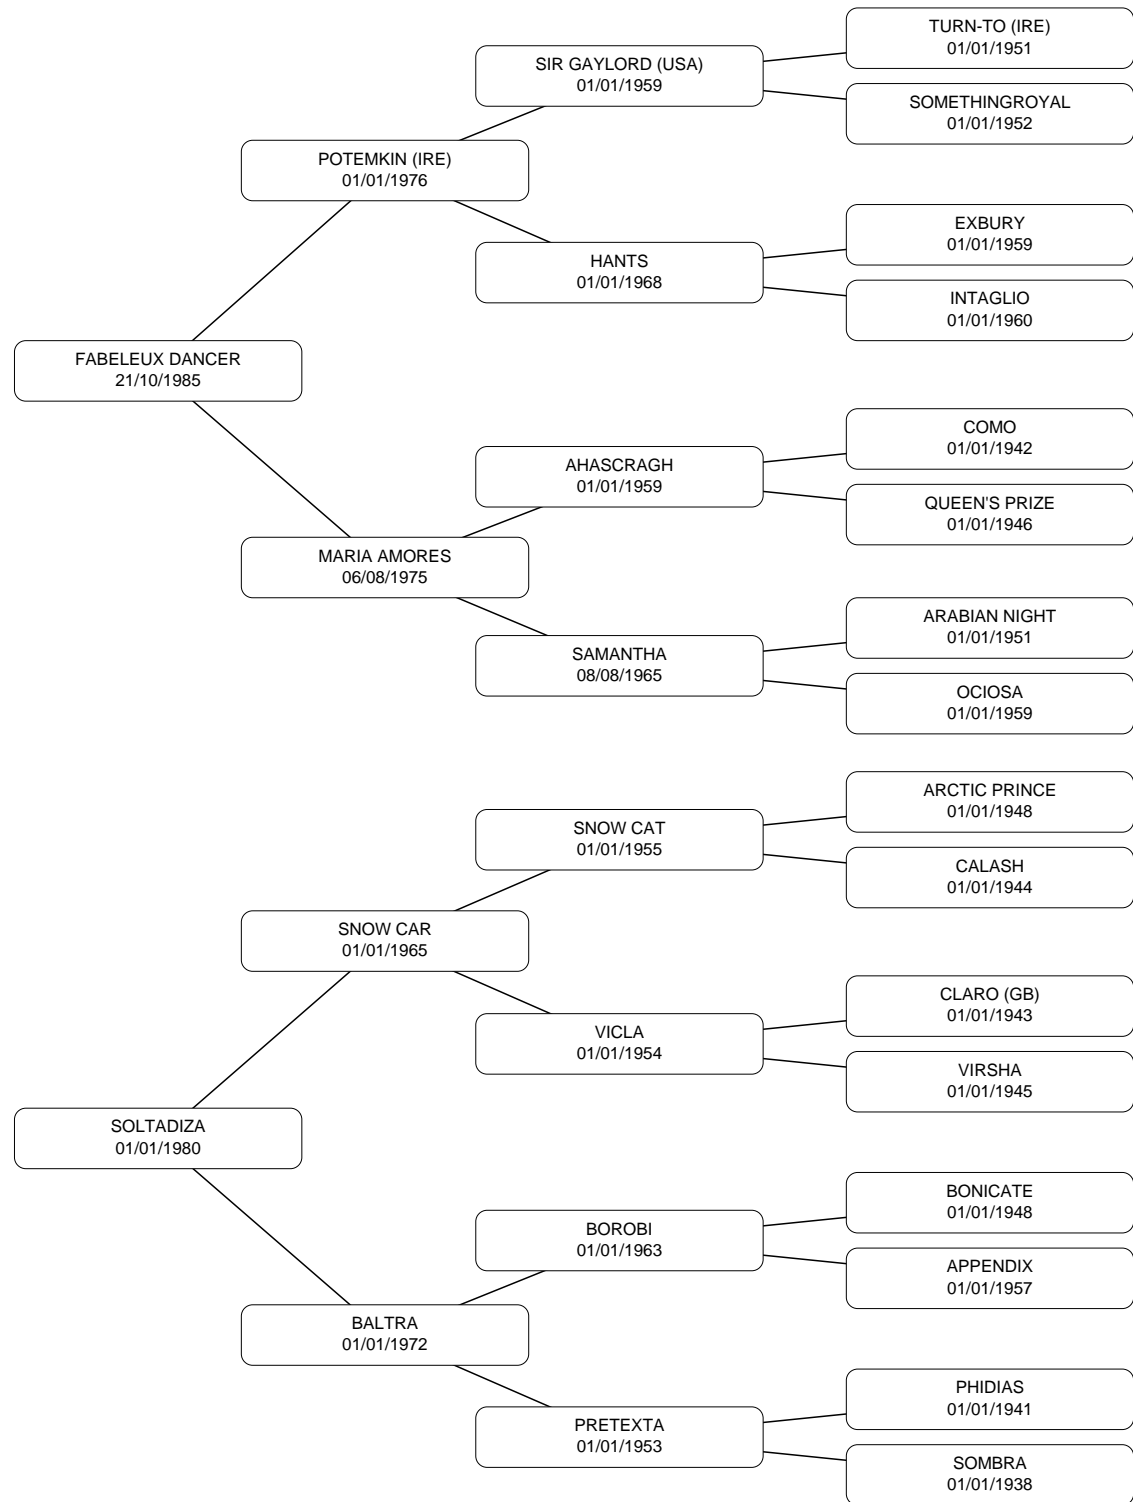 TURN-TO (IRE)
01/01/1951
SIR GAYLORD (USA)
01/01/1959
SOMETHINGROYAL
01/01/1952
POTEMKIN (IRE)
01/01/1976
EXBURY
01/01/1959
HANTS
01/01/1968
INTAGLIO
01/01/1960
FABELEUX DANCER
21/10/1985
COMO
01/01/1942
AHASCRAGH
01/01/1959
QUEEN'S PRIZE
01/01/1946
MARIA AMORES
06/08/1975
ARABIAN NIGHT
01/01/1951
SAMANTHA
08/08/1965
OCIOSA
01/01/1959
ARCTIC PRINCE
01/01/1948
SNOW CAT
01/01/1955
CALASH
01/01/1944
SNOW CAR
01/01/1965
CLARO (GB)
01/01/1943
VICLA
01/01/1954
VIRSHA
01/01/1945
SOLTADIZA
01/01/1980
BONICATE
01/01/1948
BOROBI
01/01/1963
APPENDIX
01/01/1957
BALTRA
01/01/1972
PHIDIAS
01/01/1941
PRETEXTA
01/01/1953
SOMBRA
01/01/1938